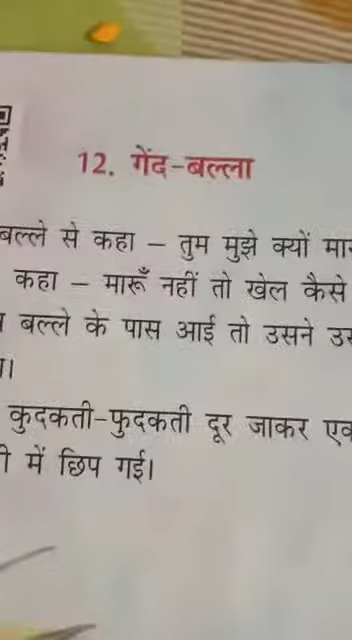 12. गेंद-बल्ला
बल्ले से कहा – तुम मुझे क्यों
कहा – मारूँ नहीं तो खेल कैसे
बल्ले के पास आई तो उसने
कुदकती-फुदकती दूर जाकर
में छिप गई।